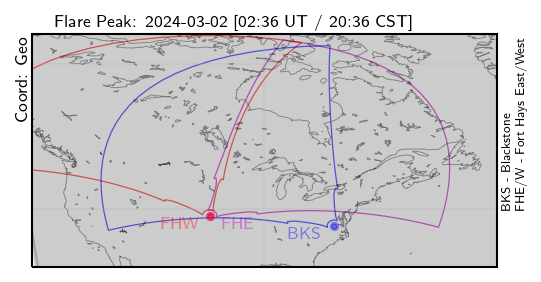 Flare Peak: 2024-03-02 [02:36 UT / 20:36 CST]
Coord: Geo
FHW
FHE
BKS
BKS - Blackstone
FHE/W - Fort Hays East/West